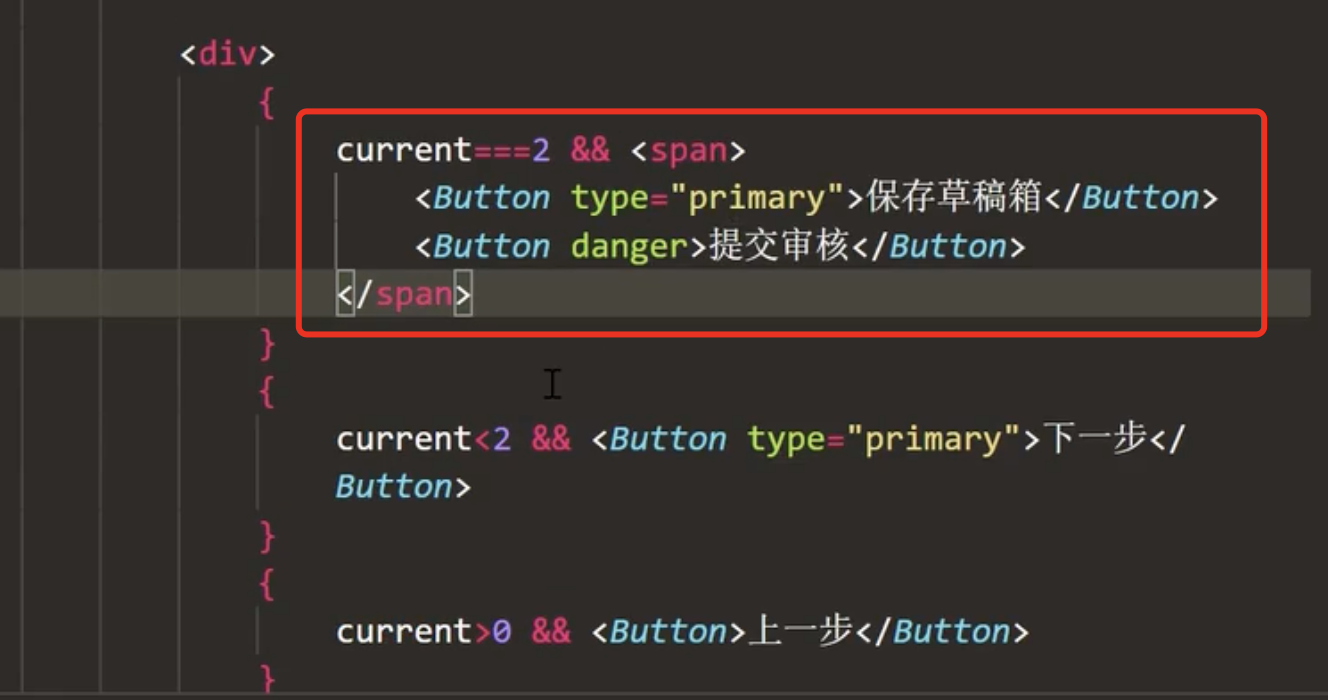 <div>
{
current===2 && <span>
<Button type="primary">保存草稿箱</Button>
<Button danger>提交审核</Button>
</span>
}
{
current<2 && <Button type="primary">下一步</
Button>
}
{
current>0 && <Button>上一步</Button>
}